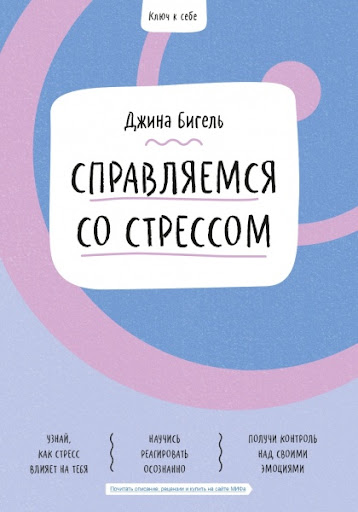 Ключ к себе
Джина Бигель
СПРАВЛЯЕМСЯ
СО СТРЕССОМ
УЗНАЙ,
КАК СТРЕСС
ВЛИЯЕТ НА ТЕБЯ
НАУЧИСЬ
РЕАГИРОВАТЬ
ОСОЗНАННО
ПОЛУЧИ КОНТРОЛЬ
НАД СВОИМИ
ЭМОЦИЯМИ
Почитать описание, рецензии и купить на сайте МИФа